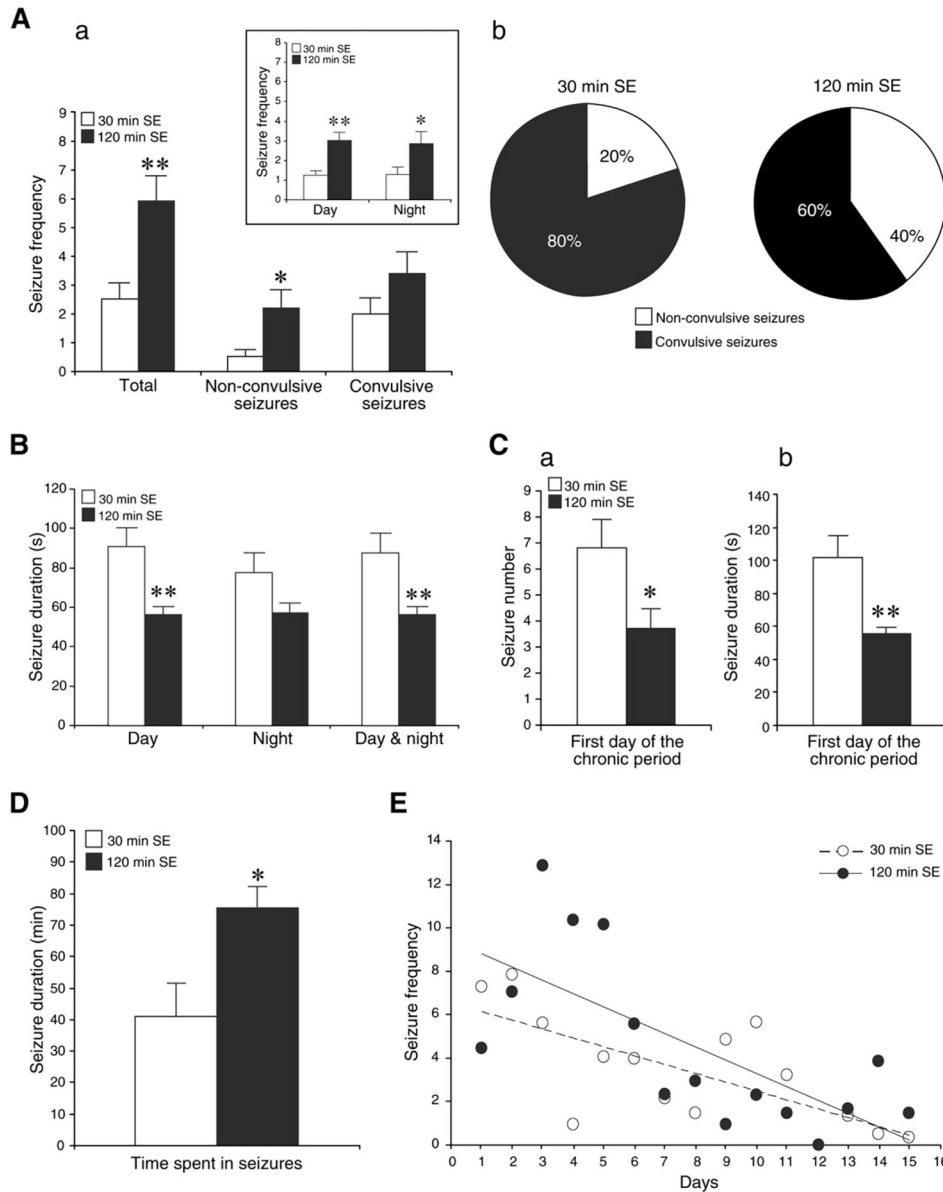 A
a
30 min SE
120 min SE
9
8
7
6
5
4
3
2
1
0
Seizure frequency
**
*
Total
Non-convulsive
seizures
Convulsive
seizures
30 min SE
120 min SE
8
7
6
5
4
3
2
1
0
Seizure frequency
**
*
Day
Night
b
30 min SE
20%
80%
120 min SE
60%
40%
Non-convulsive seizures
Convulsive seizures
B
30 min SE
120 min SE
120
100
80
60
40
20
0
Seizure duration (s)
**
**
Day
Night
Day & night
C
a
30 min SE
120 min SE
9
8
7
6
5
4
3
2
1
0
Seizure number
*
First day of the
chronic period
b
140
120
100
80
60
40
20
0
Seizure duration (s)
**
First day of the
chronic period
D
30 min SE
120 min SE
100
90
80
70
60
50
40
30
20
10
0
Seizure duration (min)
*
Time spent in seizures
E
30 min SE
120 min SE
14
12
10
8
6
4
2
0
Seizure frequency
0 1 2 3 4 5 6 7 8 9 10 11 12 13 14 15 16
Days